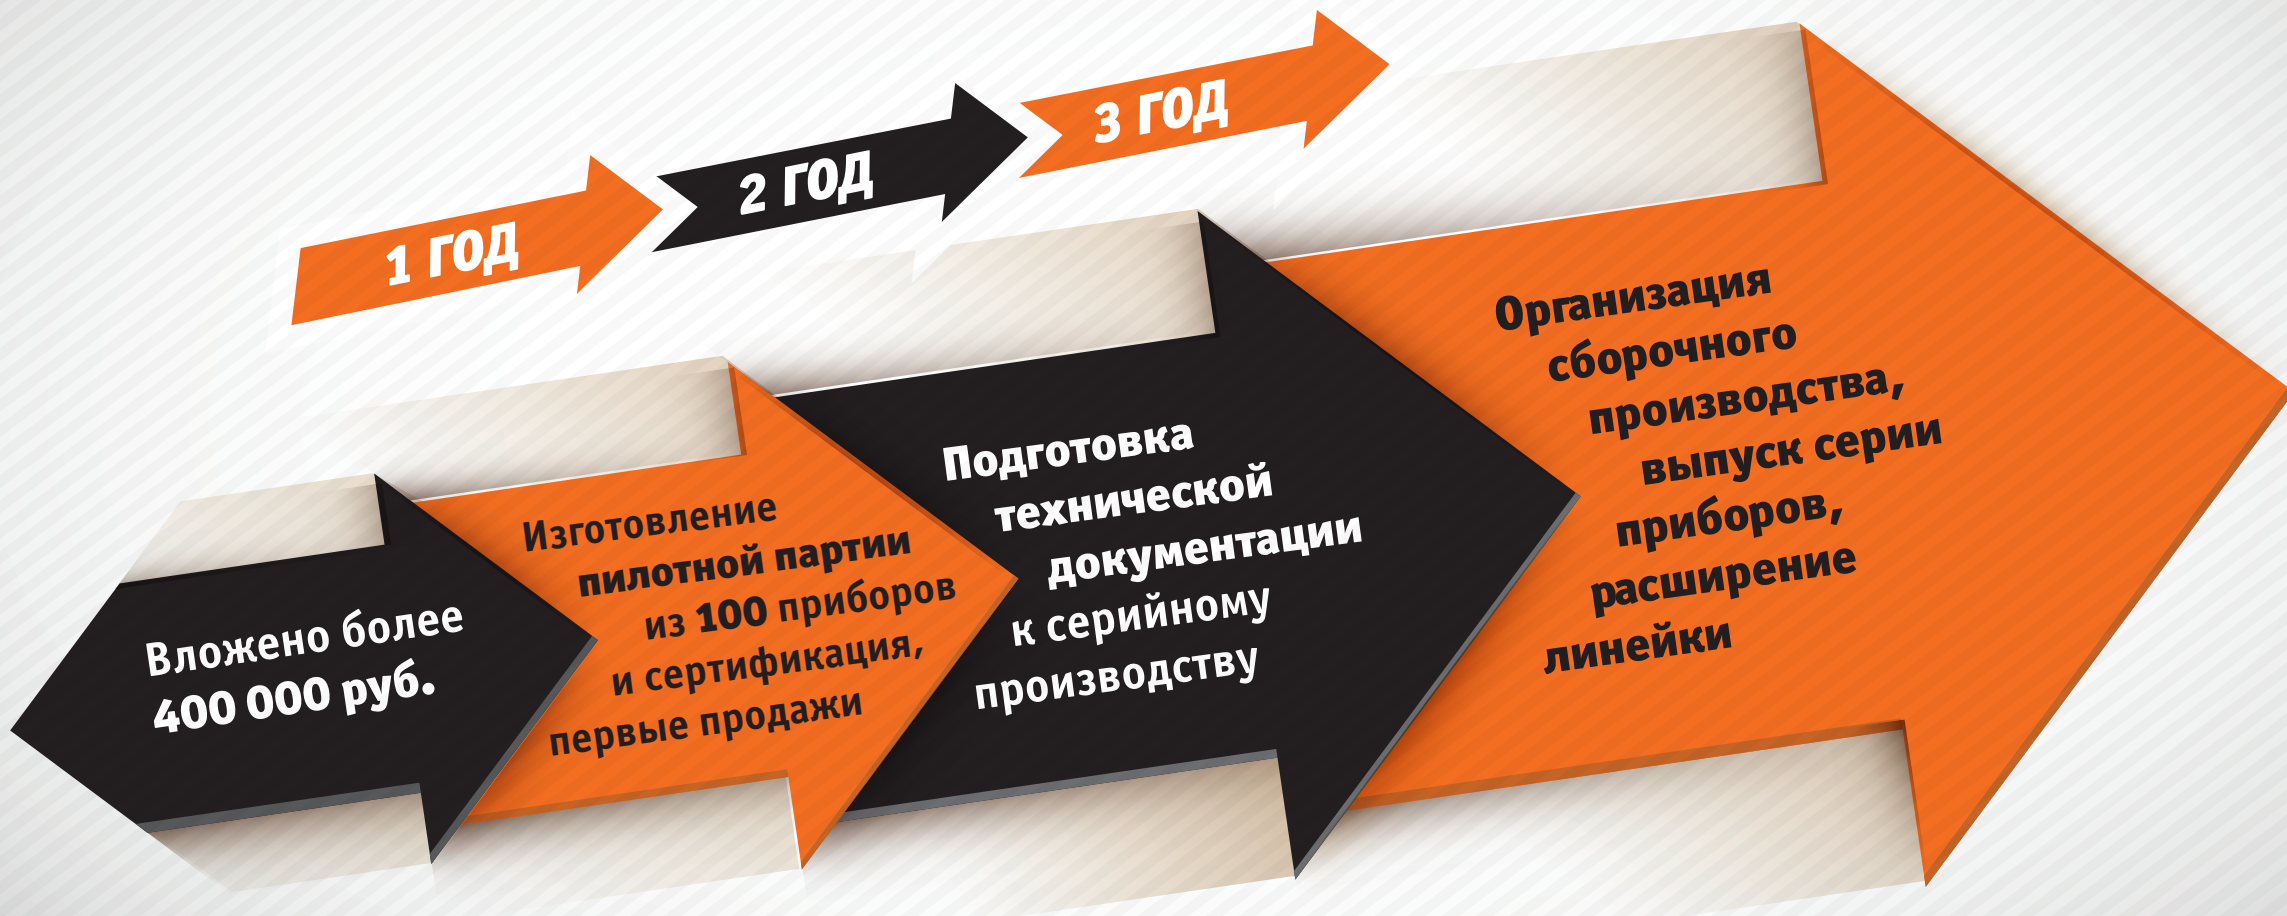 1 ГОД
2 ГОД
3 ГОД
Вложено более
400 000 руб.
Изготовление
пилотной партии
из 100 приборов
и сертификация,
первые продажи
Подготовка
технической
документации
к серийному
производству
Организация
сборочного
производства,
выпуск серии
приборов,
расширение
линейки